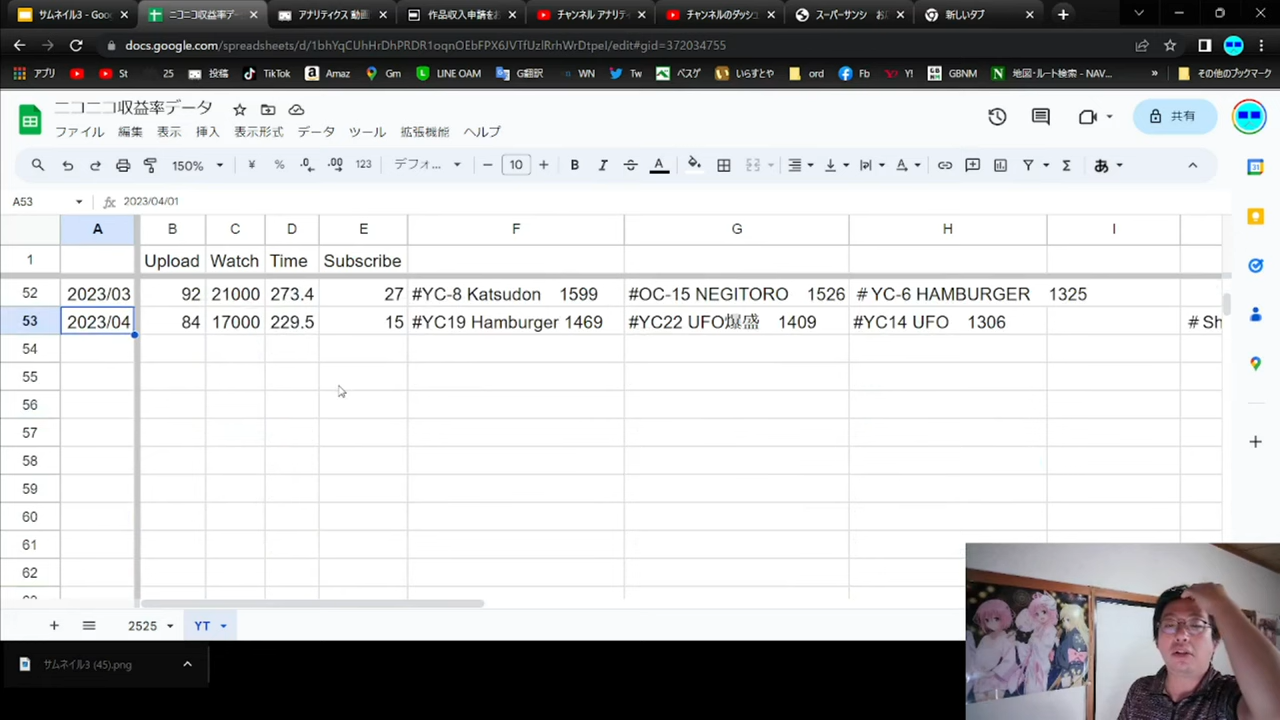 サムネイル3 - Goo
ニコニコ収益率デー
アナリティクス 動画
作品収入申請をお
チャンネル アナリティ
チャンネルのダッシュ
スーパーサンシ お
新しいタブ
docs.google.com/spreadsheets/d/1bhYqCUhHrDhPRDR1oqnOEbFPX6JVTfUzlRrhWrDtpeI/edit#gid=372034755
アプリ St 25 投稿 TikTok Amaz Gm LINE OAM G翻訳 WN Tw ベスゲ いらすとや ord Fb Y! GBNM 地図・ルート検索 - NAV... » その他のブックマーク
ニコニコ収益率データ
ファイル 編集 表示 挿入 表示形式 データ ツール 拡張機能 ヘルプ
共有
150% ¥ % .0 .00 123 デフォ... − 10 + B I A Σ あ
A53 fx 2023/04/01
A B C D E F G H I
1 Upload Watch Time Subscribe
52 2023/03 92 21000 273.4 27 #YC-8 Katsudon 1599 #OC-15 NEGITORO 1526 # YC-6 HAMBURGER 1325
53 2023/04 84 17000 229.5 15 #YC19 Hamburger 1469 #YC22 UFO爆盛 1409 #YC14 UFO 1306 # Sh
54
55
56
57
58
59
60
61
62
2525 YT
サムネイル3 (45).png